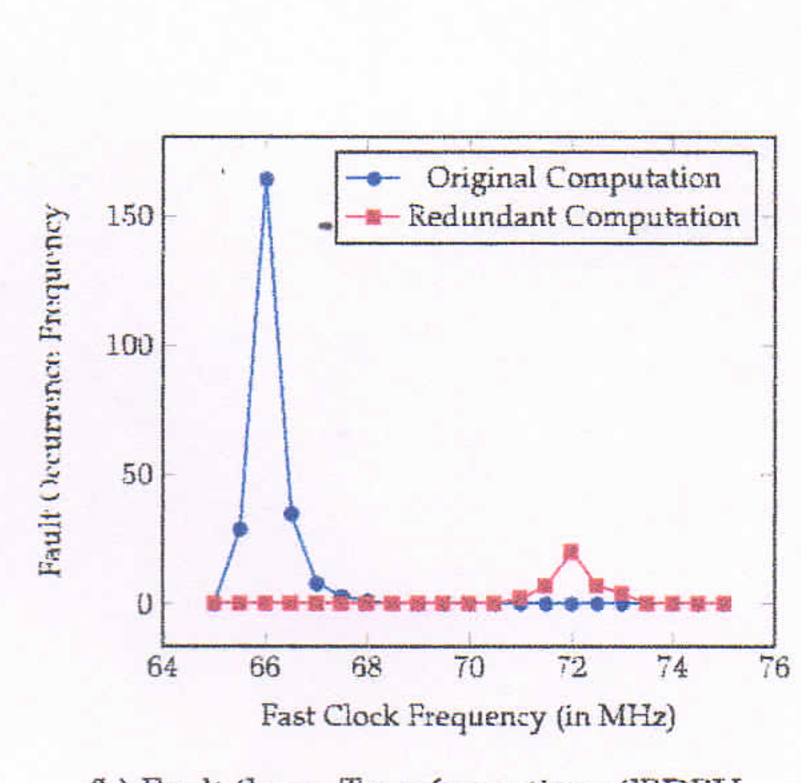 Original Computation
Redundant Computation
Fault Occurrence Frequency
150
100
50
0
64 66 68 70 72 74 76
Fast Clock Frequency (in MHz)